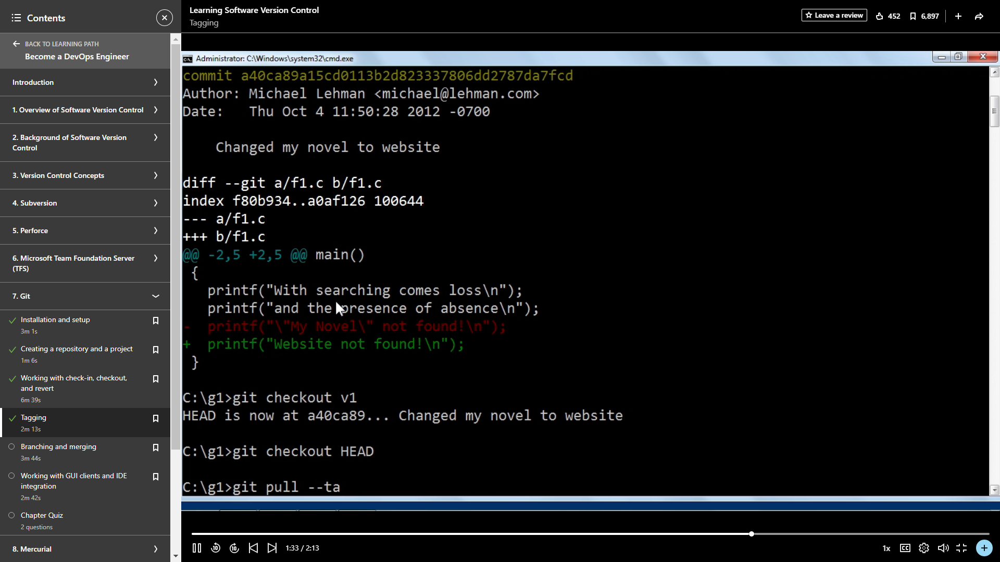 Contents
BACK TO LEARNING PATH
Become a DevOps Engineer
Introduction
1. Overview of Software Version Control
2. Background of Software Version
Control
3. Version Control Concepts
4. Subversion
5. Perforce
6. Microsoft Team Foundation Server
(TFS)
7. Git
Installation and setup
3m 1s
Creating a repository and a project
1m 6s
Working with check-in, checkout,
and revert
6m 39s
Tagging
2m 13s
Branching and merging
3m 44s
Working with GUI clients and IDE
integration
2m 42s
Chapter Quiz
2 questions
8. Mercurial
Learning Software Version Control
Tagging
Leave a review
452
6,897
Administrator: C:\Windows\system32\cmd.exe
commit a40ca89a15cd0113b2d823337806dd2787da7fcd
Author: Michael Lehman <michael@lehman.com>
Date:   Thu Oct 4 11:50:28 2012 -0700
Changed my novel to website
diff --git a/f1.c b/f1.c
index f80b934..a0af126 100644
--- a/f1.c
+++ b/f1.c
@@ -2,5 +2,5 @@ main()
{
printf("With searching comes loss\n");
printf("and the presence of absence\n");
-  printf("\"My Novel\" not found!\n");
+  printf("Website not found!\n");
}
C:\g1>git checkout v1
HEAD is now at a40ca89... Changed my novel to website
C:\g1>git checkout HEAD
C:\g1>git pull --ta
10
10
1:33 / 2:13
1x
CC